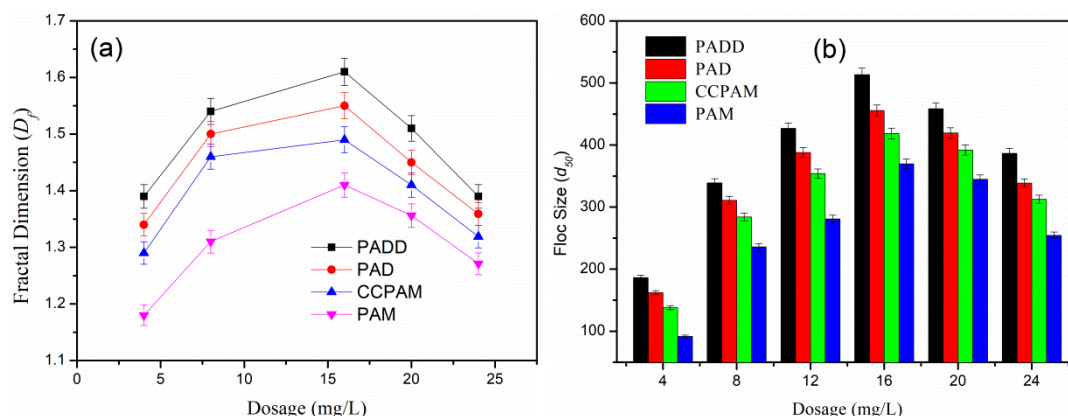 (a)
Fractal Dimension (Df)
1.7
1.6
1.5
1.4
1.3
1.2
1.1
PADD
PAD
CCPAM
PAM
0
5
10
15
20
25
Dosage (mg/L)
(b)
Floc Size (d50)
600
500
400
300
200
100
PADD
PAD
CCPAM
PAM
4
8
12
16
20
24
Dosage (mg/L)